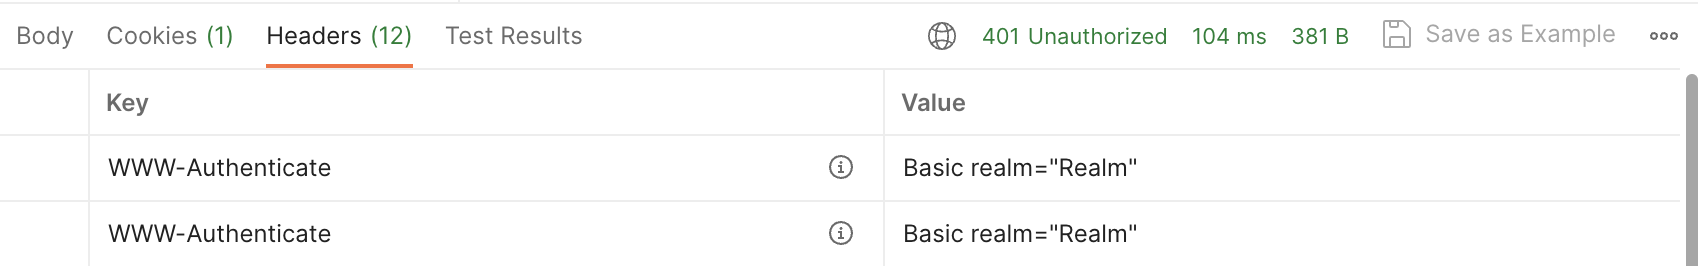 Body Cookies (1) Headers (12) Test Results 401 Unauthorized 104 ms 381 B Save as Example
Key Value
WWW-Authenticate Basic realm="Realm"
WWW-Authenticate Basic realm="Realm"